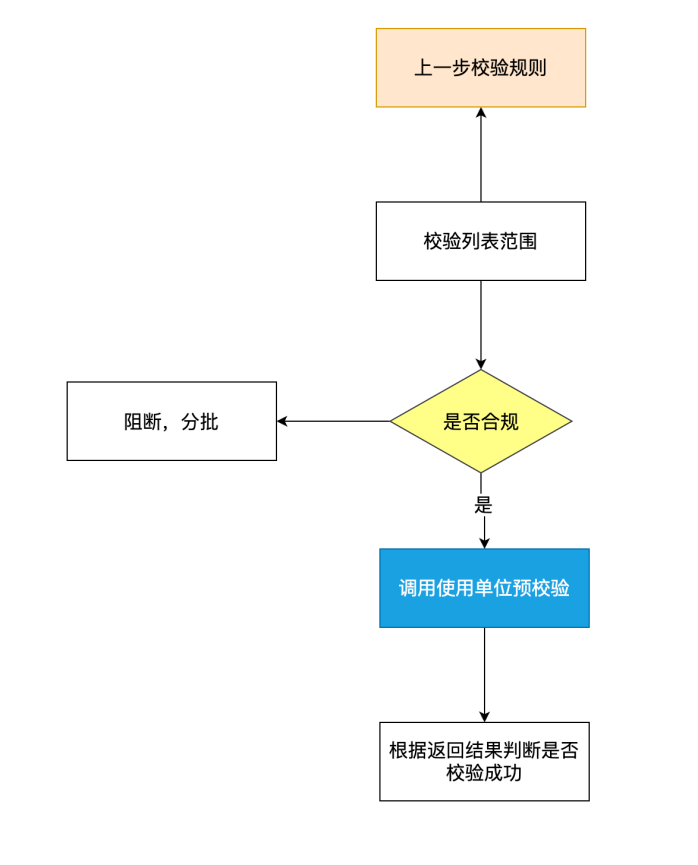 上一步校验规则
校验列表范围
阻断，分批
是否合规
是
调用使用单位预校验
根据返回结果判断是否
校验成功